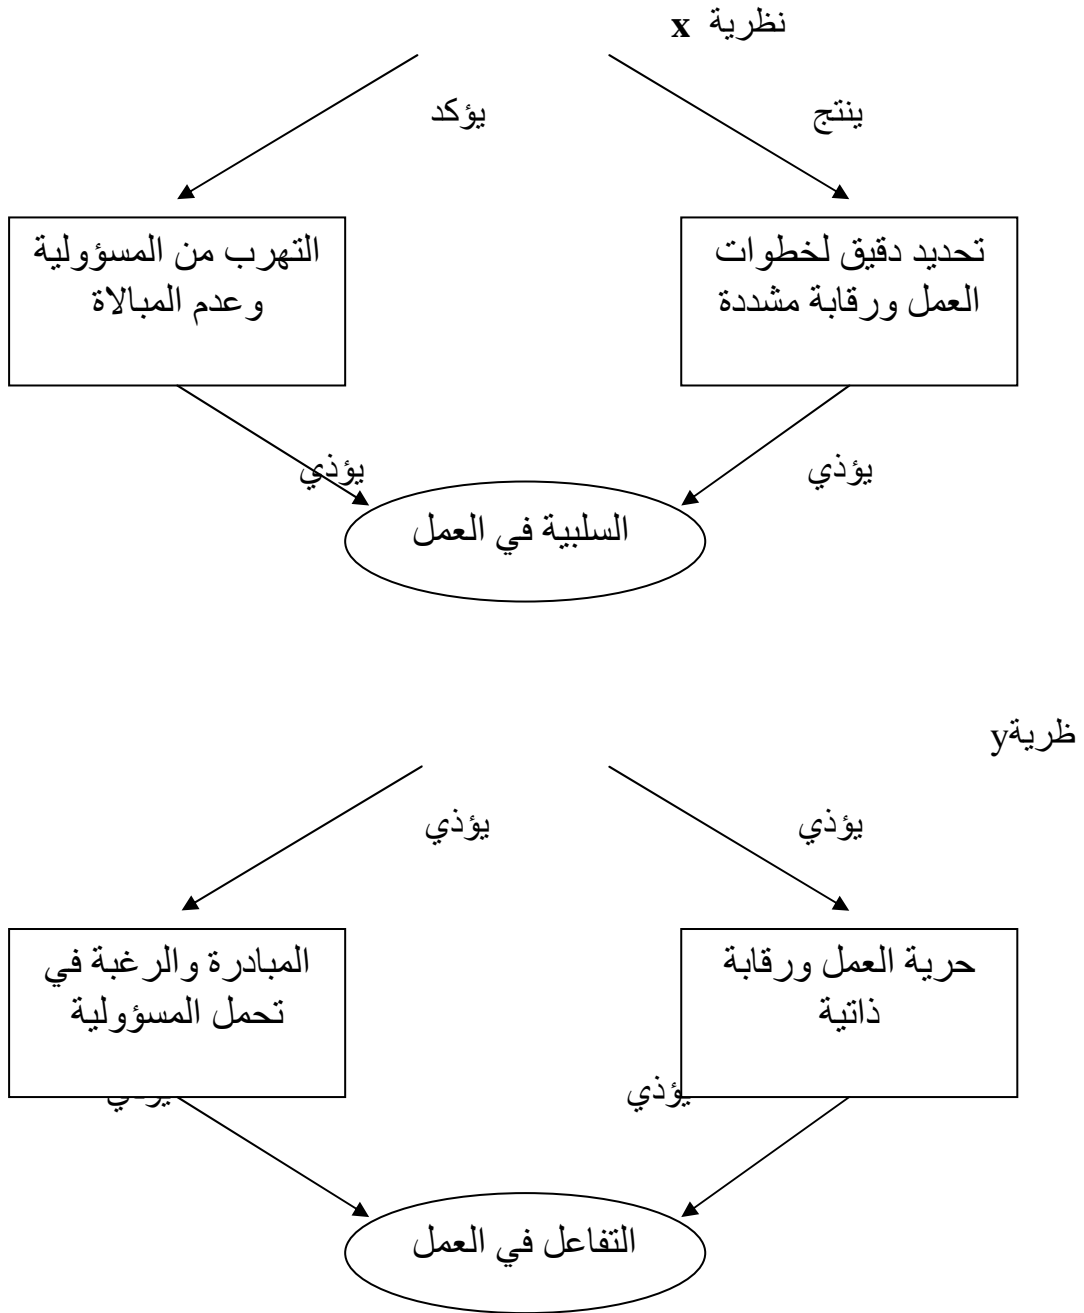 نظرية x
ينتج
يؤكد
تحديد دقيق لخطوات
العمل ورقابة مشددة
التهرب من المسؤولية
وعدم المبالاة
يؤذي
يؤذي
السلبية في العمل
ظريةy
يؤذي
يؤذي
حرية العمل ورقابة
ذاتية
المبادرة والرغبة في
تحمل المسؤولية
يؤذي
التفاعل في العمل